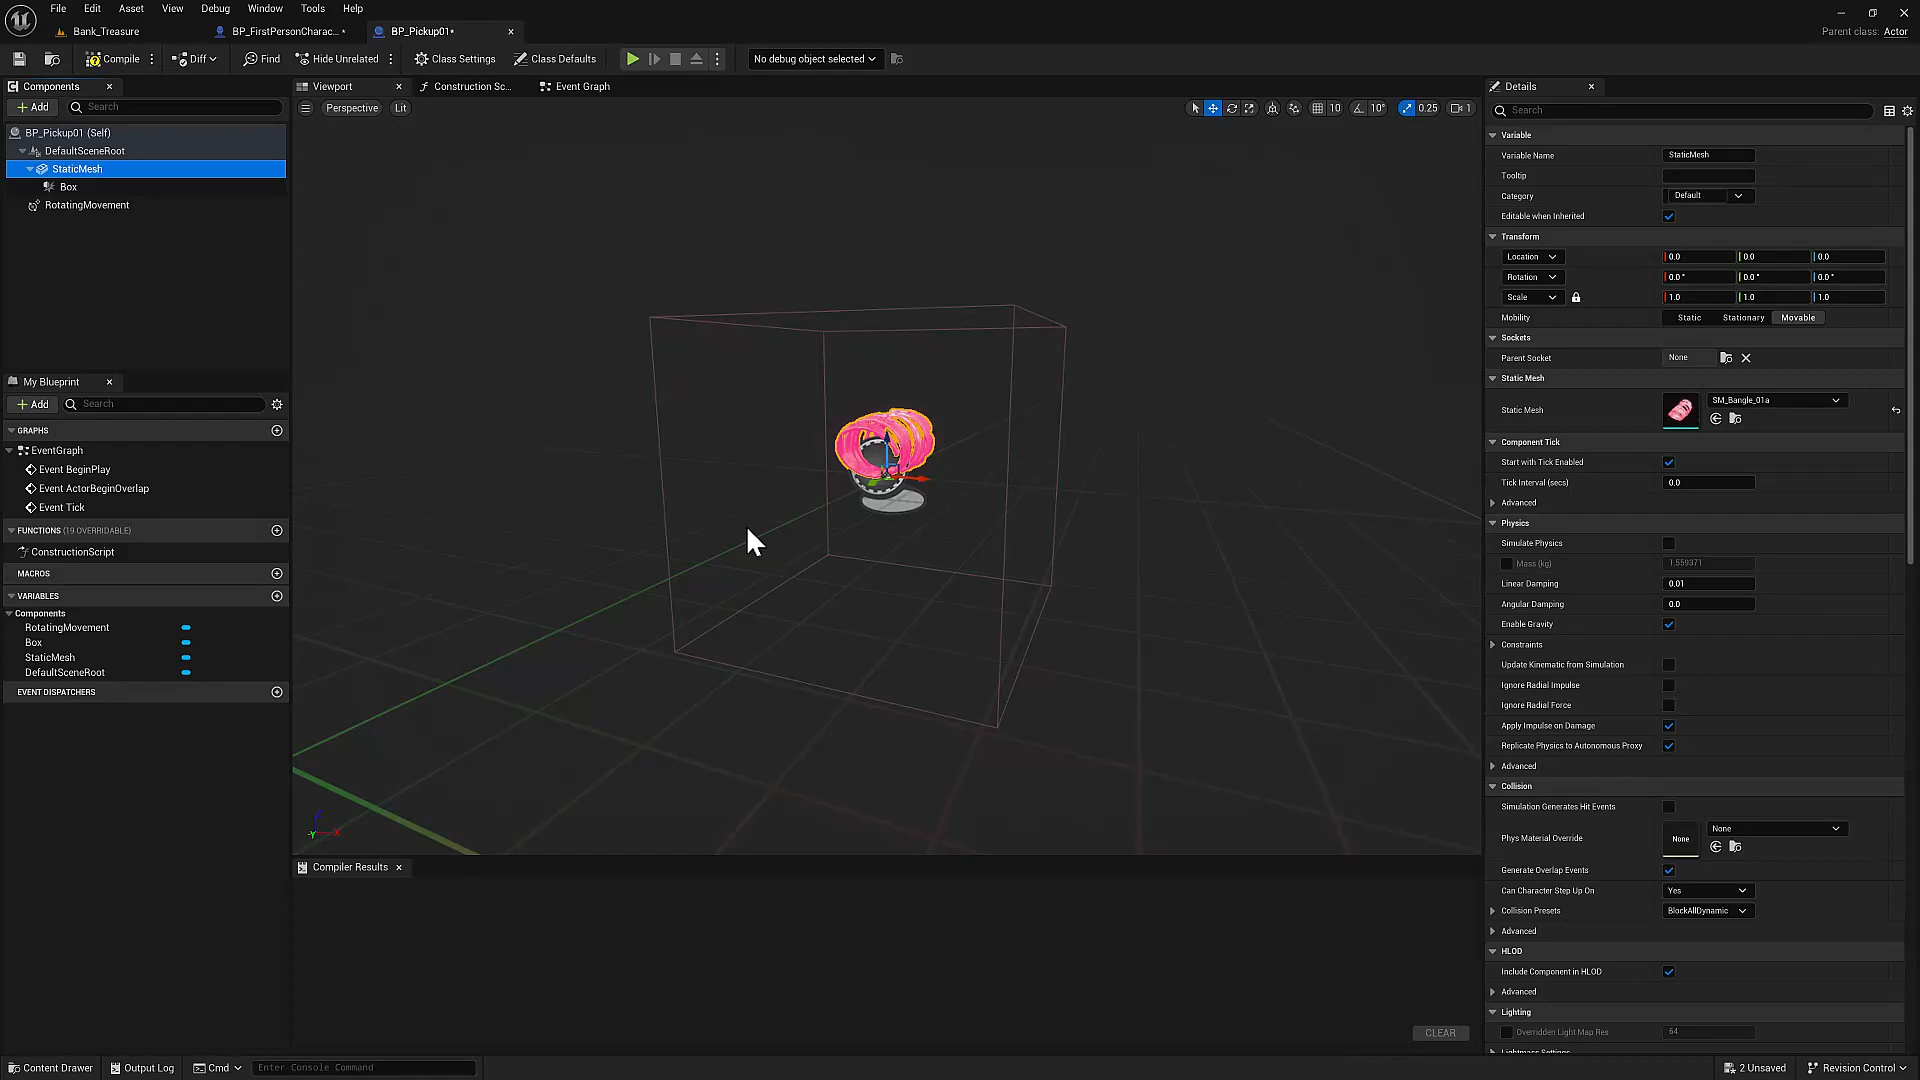 File Edit Asset View Debug Window Tools Help
Bank_Treasure
BP_FirstPersonCharac... *
BP_Pickup01*
Parent class: Actor
Compile
Diff
Find
Hide Unrelated
Class Settings
Class Defaults
No debug object selected
Components
Add
Search
BP_Pickup01 (Self)
DefaultSceneRoot
StaticMesh
Box
RotatingMovement
My Blueprint
Add
Search
GRAPHS
EventGraph
Event BeginPlay
Event ActorBeginOverlap
Event Tick
FUNCTIONS (19 OVERRIDABLE)
ConstructionScript
MACROS
VARIABLES
Components
RotatingMovement
Box
StaticMesh
DefaultSceneRoot
EVENT DISPATCHERS
Viewport
Construction Sc...
Event Graph
Perspective
Lit
10
10°
0.25
1
Z
X
Y
Compiler Results
CLEAR
Details
Search
Variable
Variable Name StaticMesh
Tooltip
Category Default
Editable when Inherited
Transform
Location 0.0 0.0 0.0
Rotation 0.0 ° 0.0 ° 0.0 °
Scale 1.0 1.0 1.0
Mobility Static Stationary Movable
Sockets
Parent Socket None
Static Mesh
Static Mesh SM_Bangle_01a
Component Tick
Start with Tick Enabled
Tick Interval (secs) 0.0
Advanced
Physics
Simulate Physics
Mass (kg) 1.559371
Linear Damping 0.01
Angular Damping 0.0
Enable Gravity
Constraints
Update Kinematic from Simulation
Ignore Radial Impulse
Ignore Radial Force
Apply Impulse on Damage
Replicate Physics to Autonomous Proxy
Advanced
Collision
Simulation Generates Hit Events
Phys Material Override None None
Generate Overlap Events
Can Character Step Up On Yes
Collision Presets BlockAllDynamic
Advanced
HLOD
Include Component in HLOD
Advanced
Lighting
Overridden Light Map Res 64
Lightmass Settings
Content Drawer
Output Log
Cmd
Enter Console Command
2 Unsaved
Revision Control